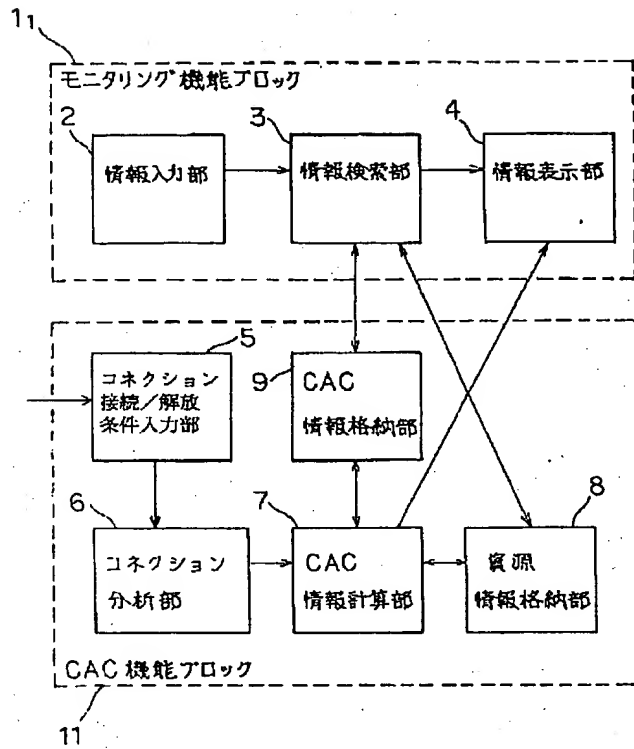 1₁
モニタリング機能ブロック
2
情報入力部
3
情報検索部
4
情報表示部
5
コネクション
接続/解放
条件入力部
9
CAC
情報格納部
6
コネクション
分析部
7
CAC
情報計算部
8
資源
情報格納部
CAC機能ブロック
11